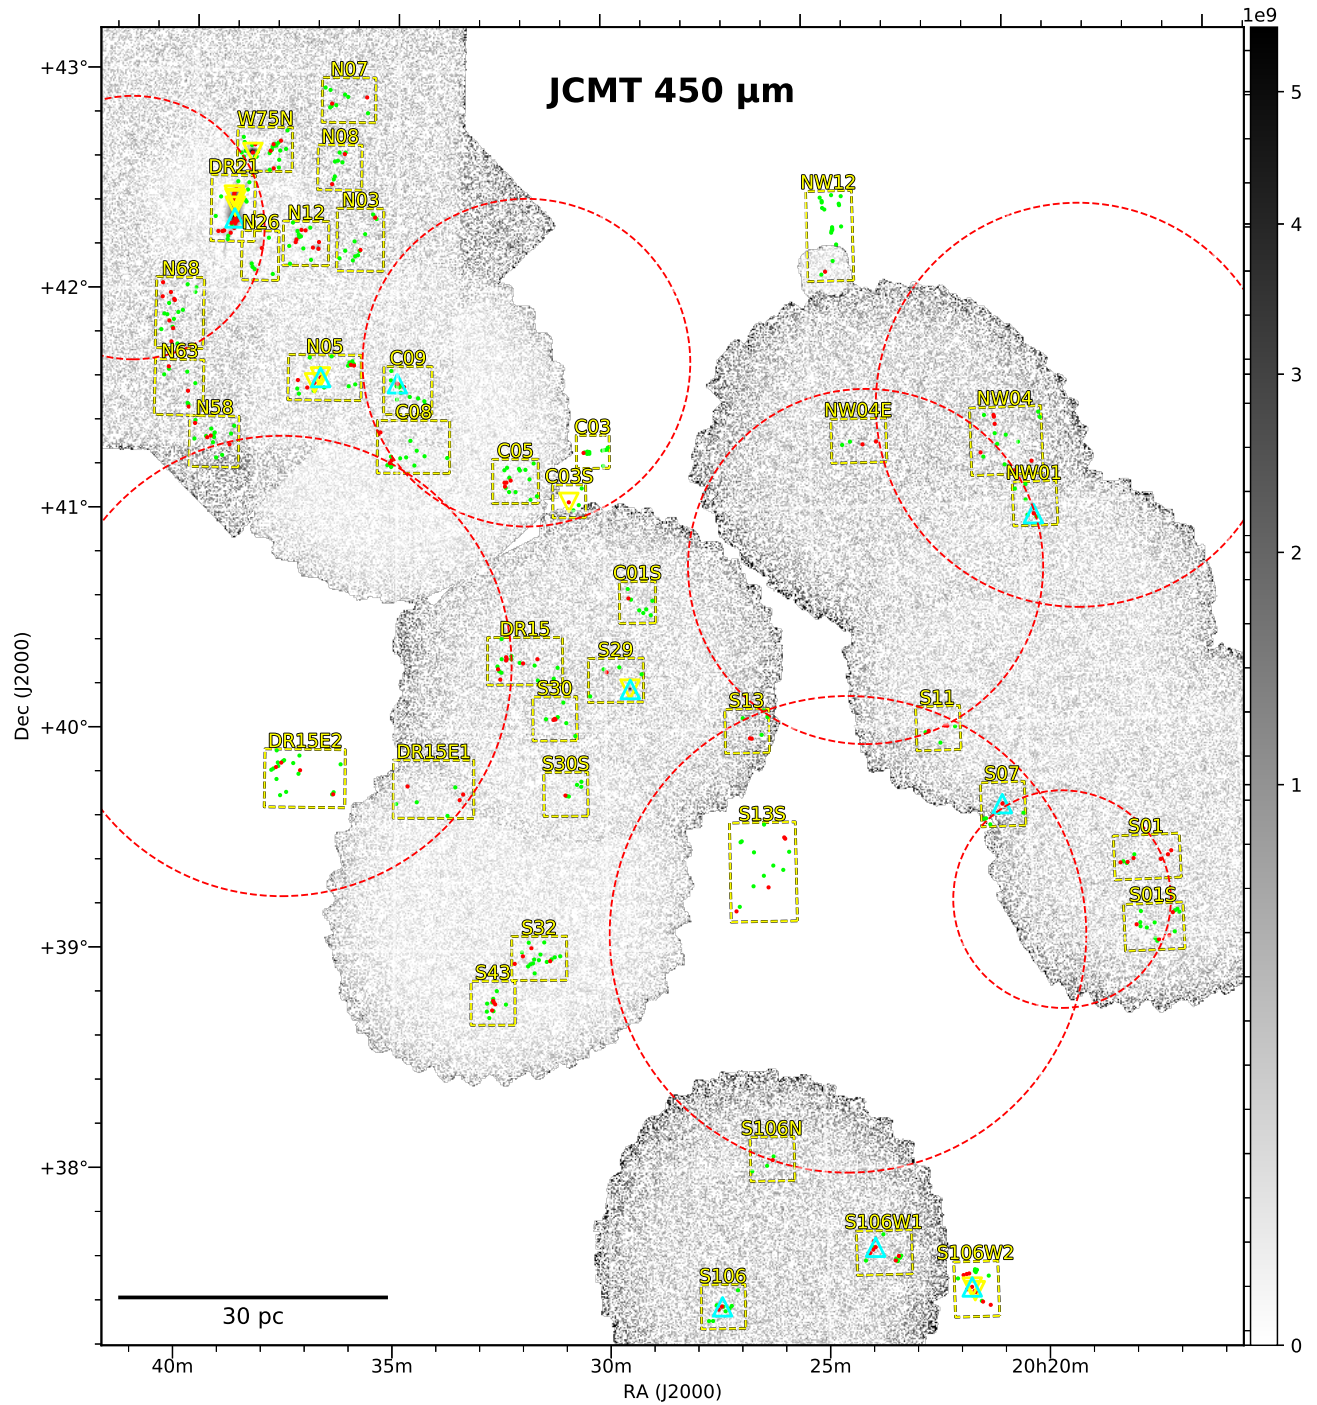 1e9
JCMT 450 µm
+43°
+42°
+41°
+40°
+39°
+38°
Dec (J2000)
N07
W75N
N08
DR21
N03
N12
N26
NW12
N68
N05
N63
C09
N58
C08
C03
C05
C03S
NW04E
NW04
NW01
C01S
DR15
S29
S30
S13
S11
DR15E2
DR15E1
S30S
S07
S13S
S01
S01S
S32
S43
S106N
S106W1
S106W2
S106
30 pc
40m
35m
30m
25m
20h20m
RA (J2000)
5
4
3
2
1
0